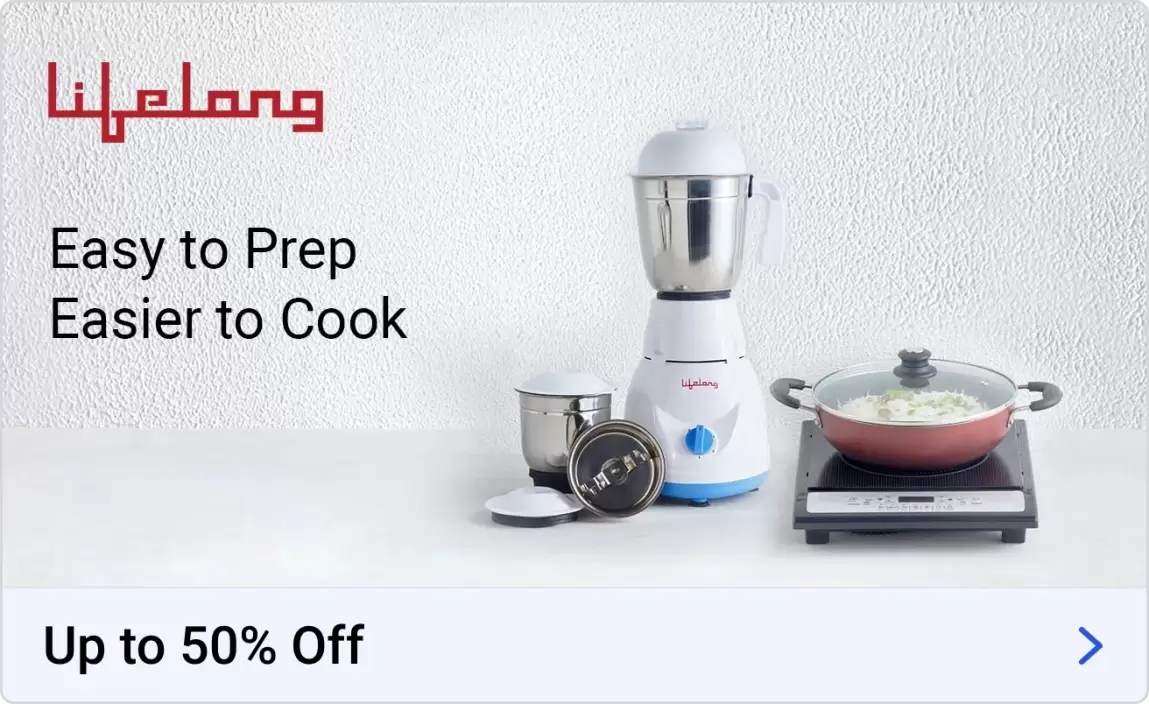 Lifelong
Easy to Prep
Easier to Cook
lifelong
Up to 50% Off